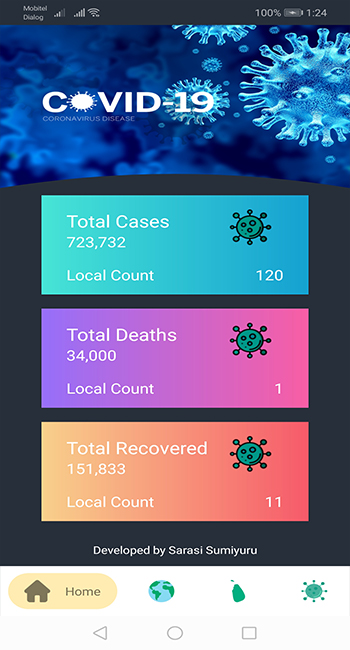 Mobitel
Dialog
100%
1:24
COVID-19
CORONAVIRUS DISEASE
Total Cases
723,732
Local Count 120
Total Deaths
34,000
Local Count 1
Total Recovered
151,833
Local Count 11
Developed by Sarasi Sumiyuru
Home